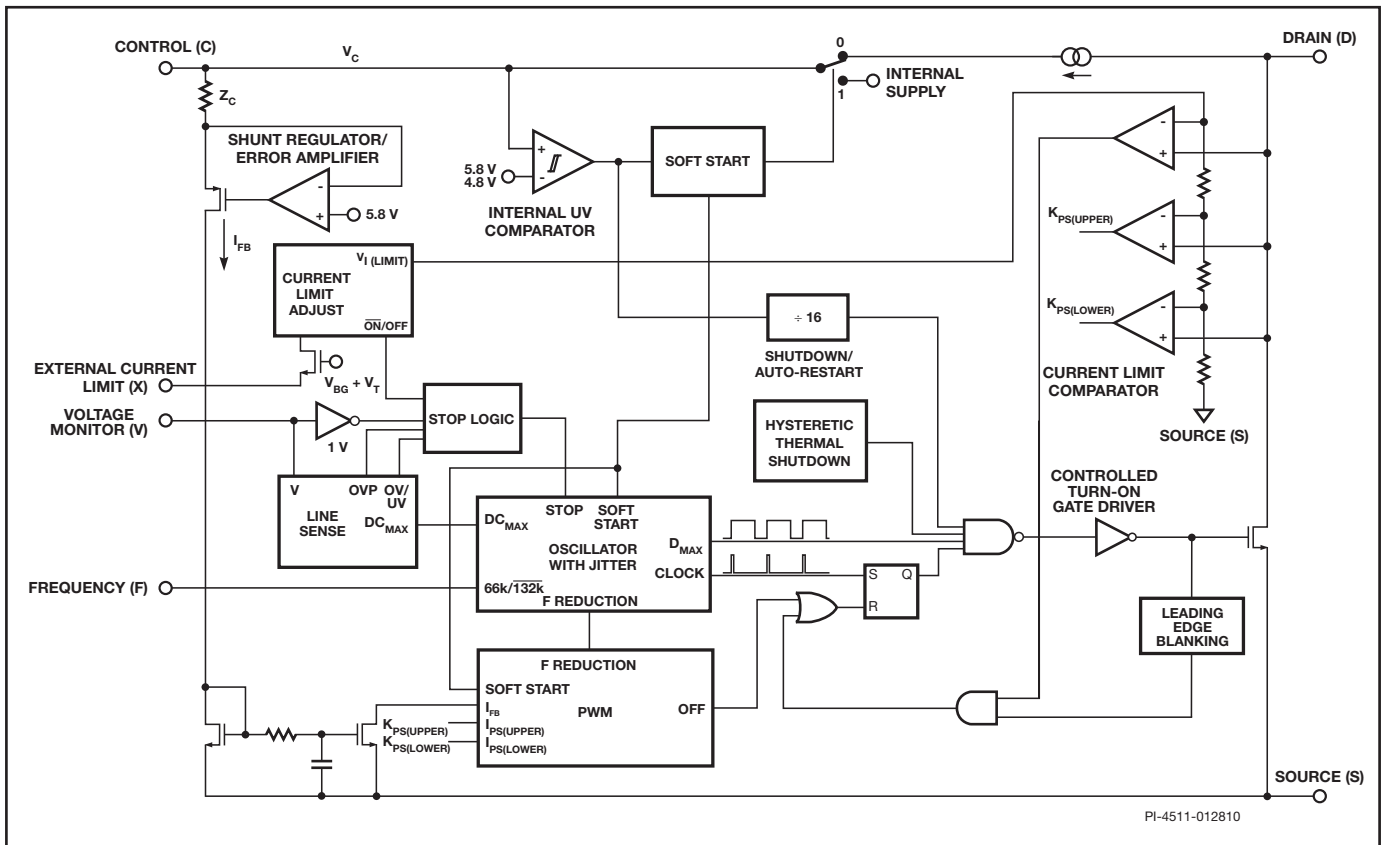 CONTROL (C)
V_C
0
DRAIN (D)
Z_C
1
INTERNAL
SUPPLY
SHUNT REGULATOR/
ERROR AMPLIFIER
-
+
5.8 V
I_FB
+
-
5.8 V
4.8 V
INTERNAL UV
COMPARATOR
SOFT START
-
+
K_PS(UPPER)
-
+
K_PS(LOWER)
-
+
CURRENT LIMIT
COMPARATOR
SOURCE (S)
V_I (LIMIT)
CURRENT
LIMIT
ADJUST
O̅N̅/OFF
÷ 16
SHUTDOWN/
AUTO-RESTART
EXTERNAL CURRENT
LIMIT (X)
V_BG + V_T
VOLTAGE
MONITOR (V)
1 V
STOP LOGIC
HYSTERETIC
THERMAL
SHUTDOWN
V
OVP
OV/
UV
LINE
SENSE
DC_MAX
CONTROLLED
TURN-ON
GATE DRIVER
DC_MAX
STOP
SOFT
START
OSCILLATOR
WITH JITTER
D_MAX
CLOCK
66k/1̅3̅2̅k̅
F REDUCTION
FREQUENCY (F)
S
Q
R
LEADING
EDGE
BLANKING
F REDUCTION
SOFT START
I_FB
PWM
OFF
K_PS(UPPER)
I_PS(UPPER)
K_PS(LOWER)
I_PS(LOWER)
SOURCE (S)
PI-4511-012810